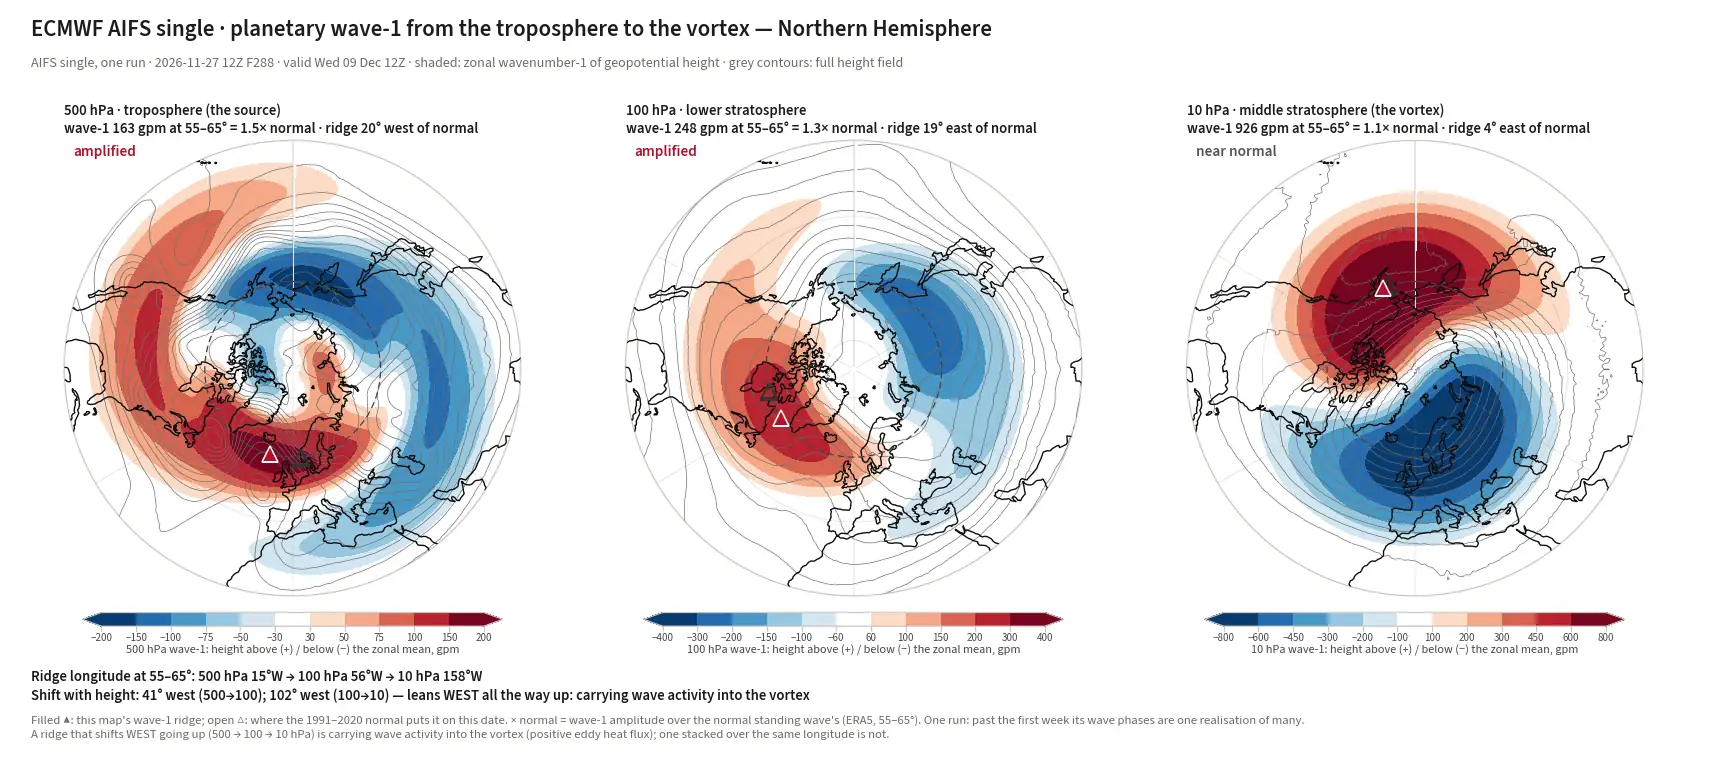 ECMWF AIFS single · planetary wave-1 from the troposphere to the vortex — Northern Hemisphere
AIFS single, one run · 2026-11-27 12Z F288 · valid Wed 09 Dec 12Z · shaded: zonal wavenumber-1 of geopotential height · grey contours: full height field
500 hPa · troposphere (the source)
wave-1 163 gpm at 55–65° = 1.5× normal · ridge 20° west of normal
amplified
100 hPa · lower stratosphere
wave-1 248 gpm at 55–65° = 1.3× normal · ridge 19° east of normal
amplified
10 hPa · middle stratosphere (the vortex)
wave-1 926 gpm at 55–65° = 1.1× normal · ridge 4° east of normal
near normal
−200 −150 −100 −75 −50 −30 30 50 75 100 150 200
500 hPa wave-1: height above (+) / below (−) the zonal mean, gpm
−400 −300 −200 −150 −100 −60 60 100 150 200 300 400
100 hPa wave-1: height above (+) / below (−) the zonal mean, gpm
−800 −600 −450 −300 −200 −100 100 200 300 450 600 800
10 hPa wave-1: height above (+) / below (−) the zonal mean, gpm
Ridge longitude at 55–65°: 500 hPa 15°W → 100 hPa 56°W → 10 hPa 158°W
Shift with height: 41° west (500→100); 102° west (100→10) — leans WEST all the way up: carrying wave activity into the vortex
Filled ▲: this map's wave-1 ridge; open △: where the 1991–2020 normal puts it on this date. × normal = wave-1 amplitude over the normal standing wave's (ERA5, 55–65°). One run: past the first week its wave phases are one realisation of many.
A ridge that shifts WEST going up (500 → 100 → 10 hPa) is carrying wave activity into the vortex (positive eddy heat flux); one stacked over the same longitude is not.